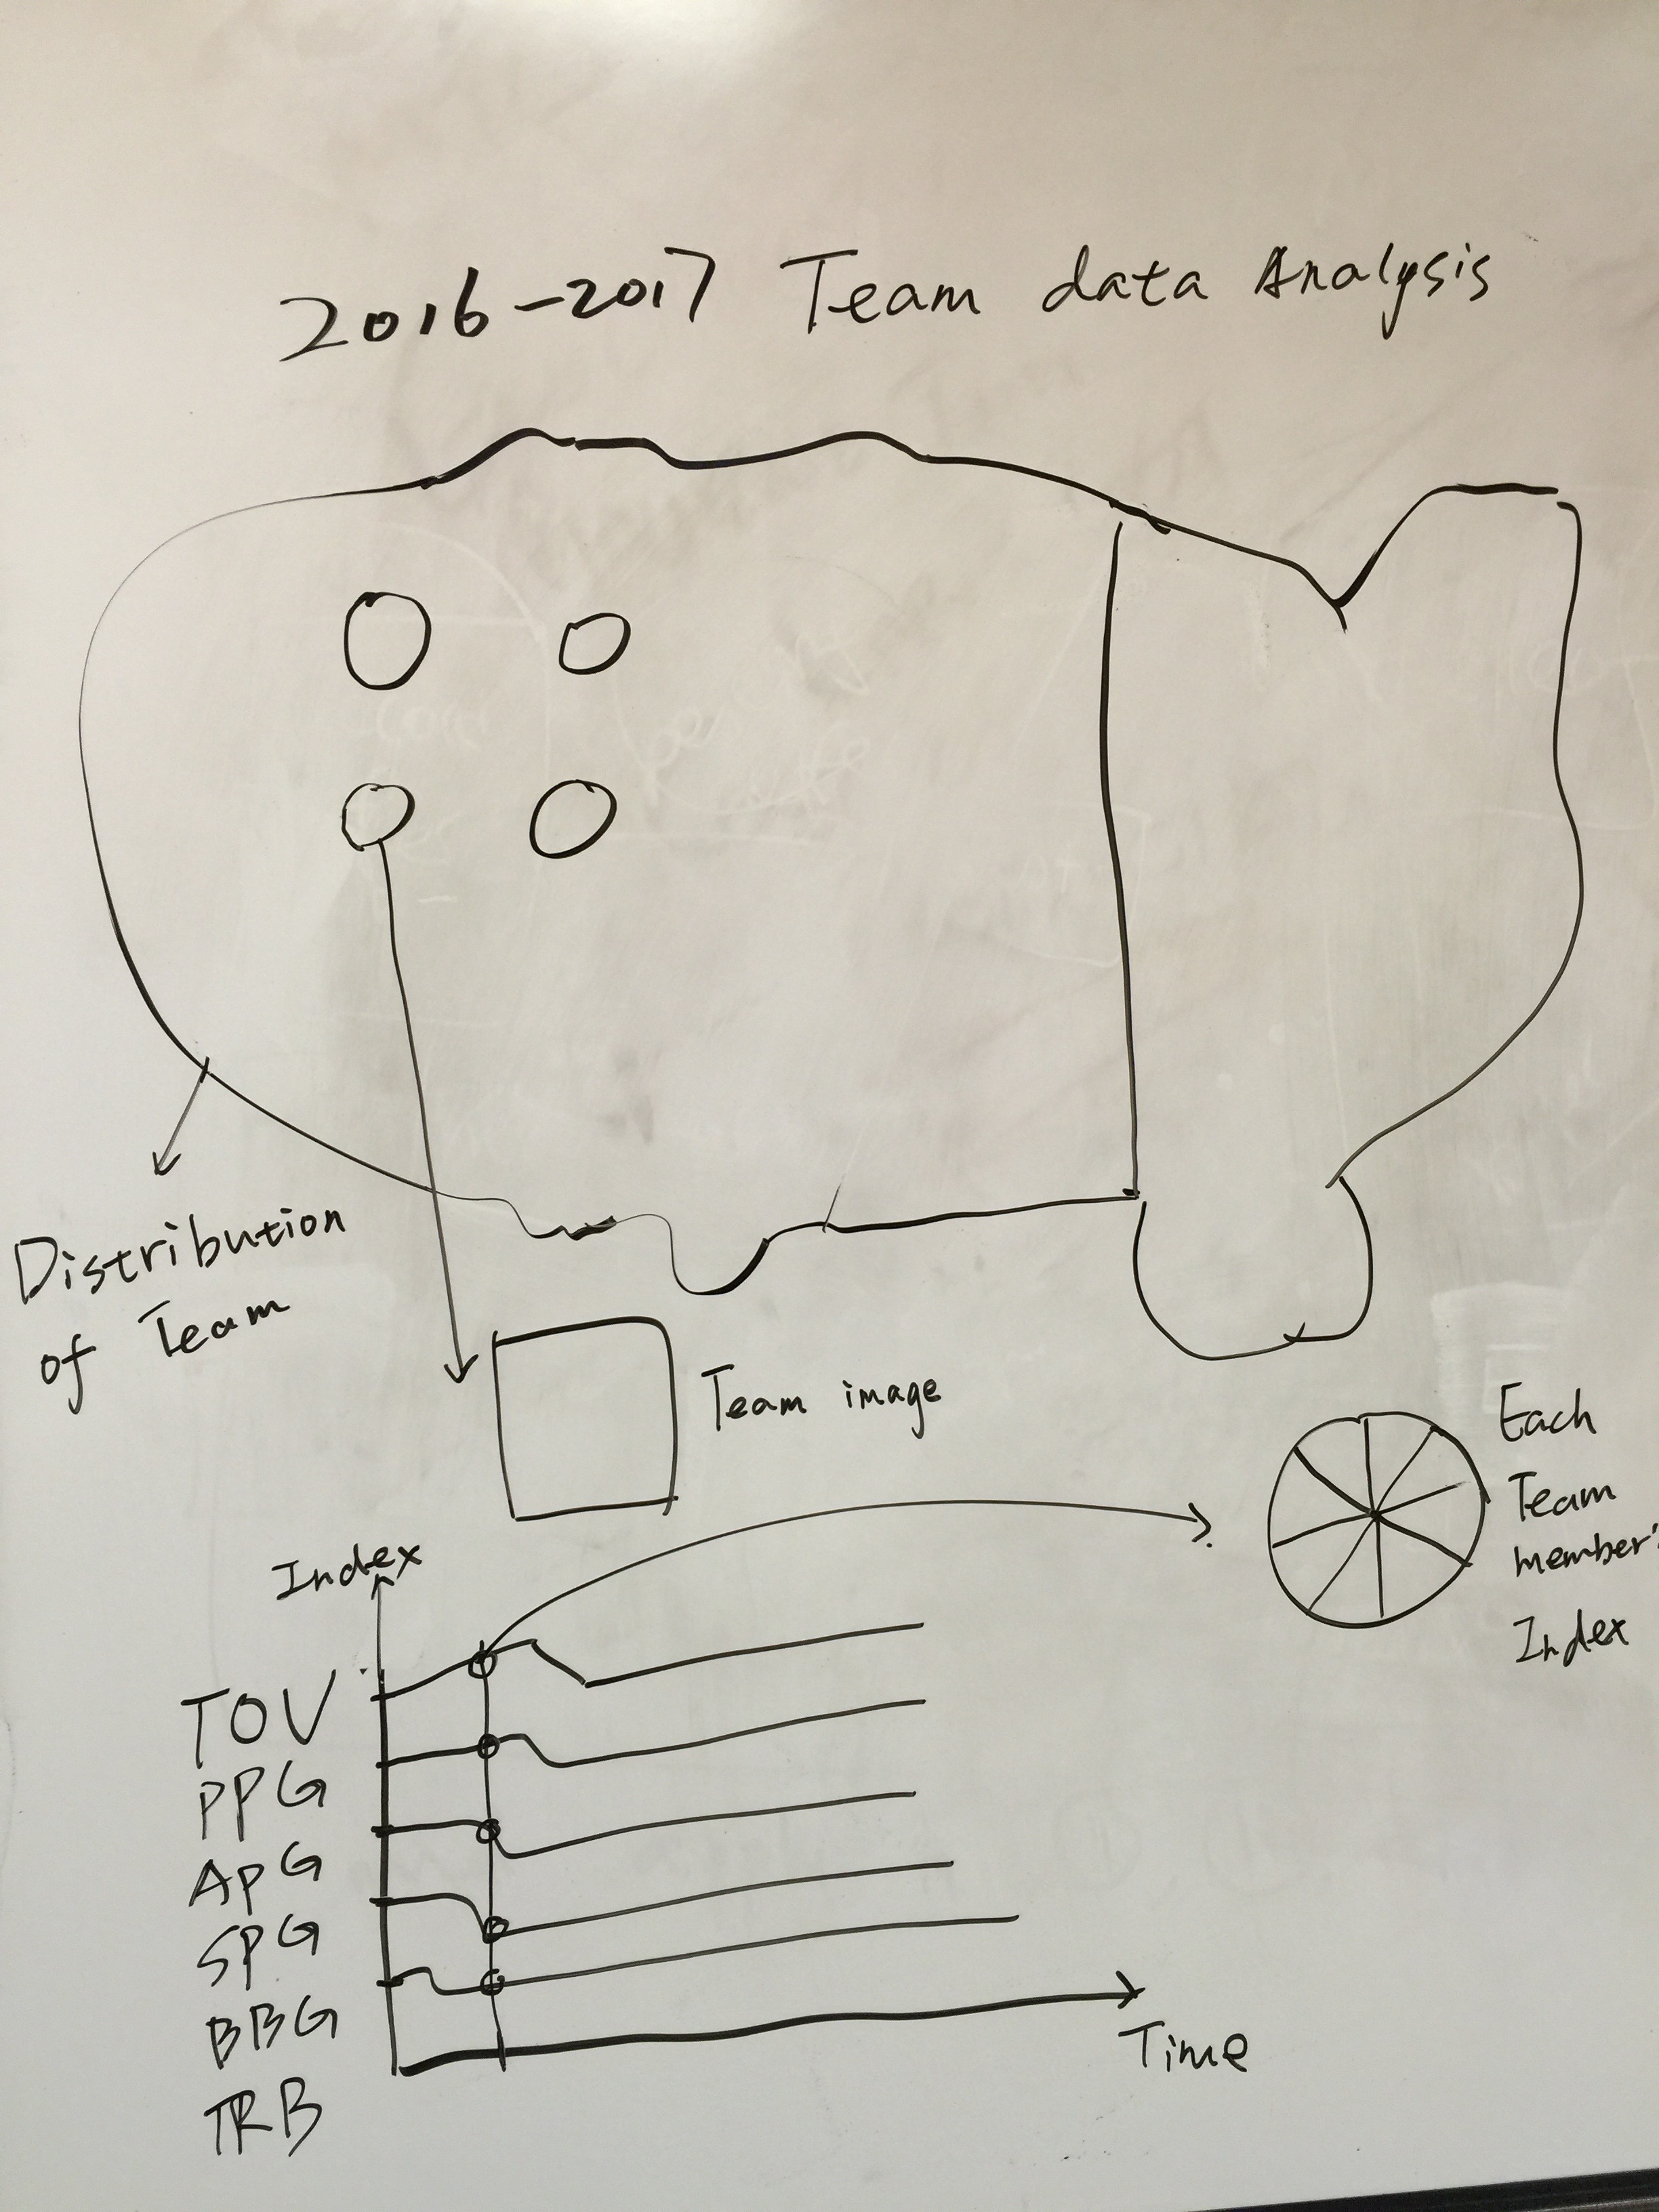 2016-2017 Team data Analysis
Distribution
of Team
Team image
Each
Team
member's
Index
Index
TOV
PPG
APG
SPG
BBG
TRB
Time